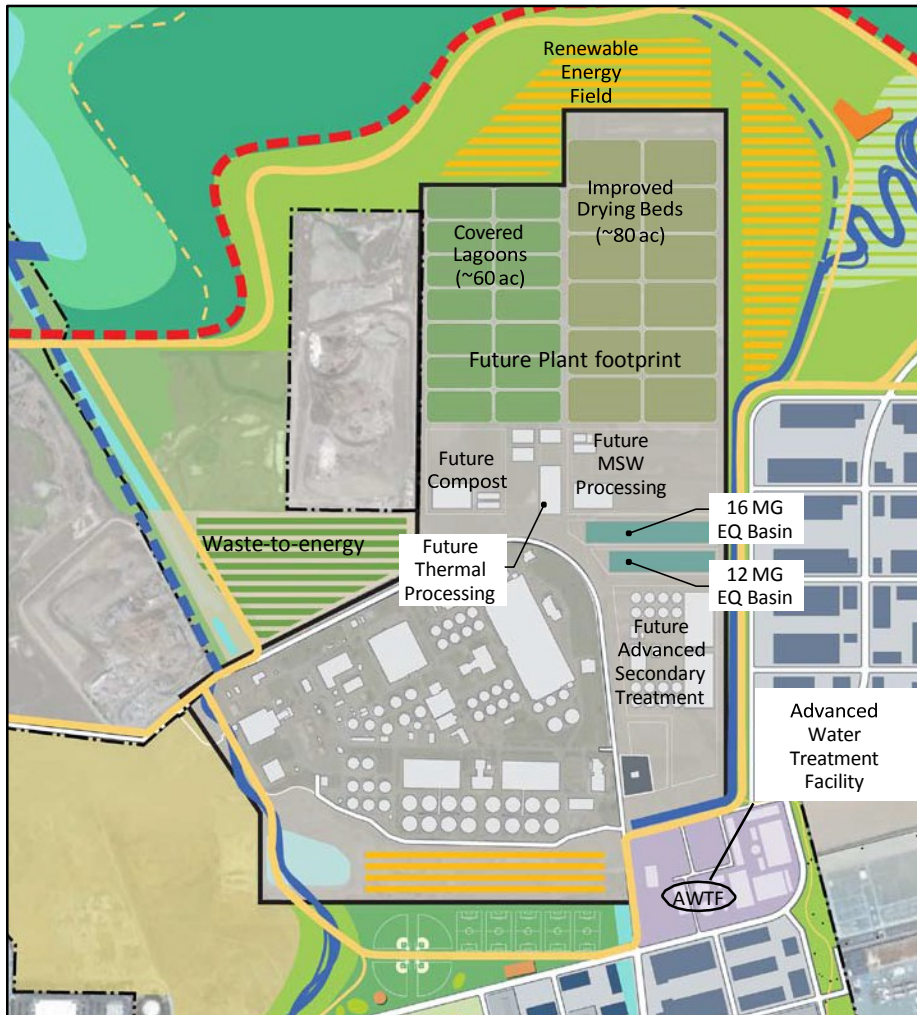 Renewable
Energy
Field
Improved
Drying Beds
(~80 ac)
Covered
Lagoons
(~60 ac)
Future Plant footprint
Future
Compost
Future
MSW
Processing
16 MG
EQ Basin
Waste-to-energy
Future
Thermal
Processing
12 MG
EQ Basin
Future
Advanced
Secondary
Treatment
Advanced
Water
Treatment
Facility
AWTF